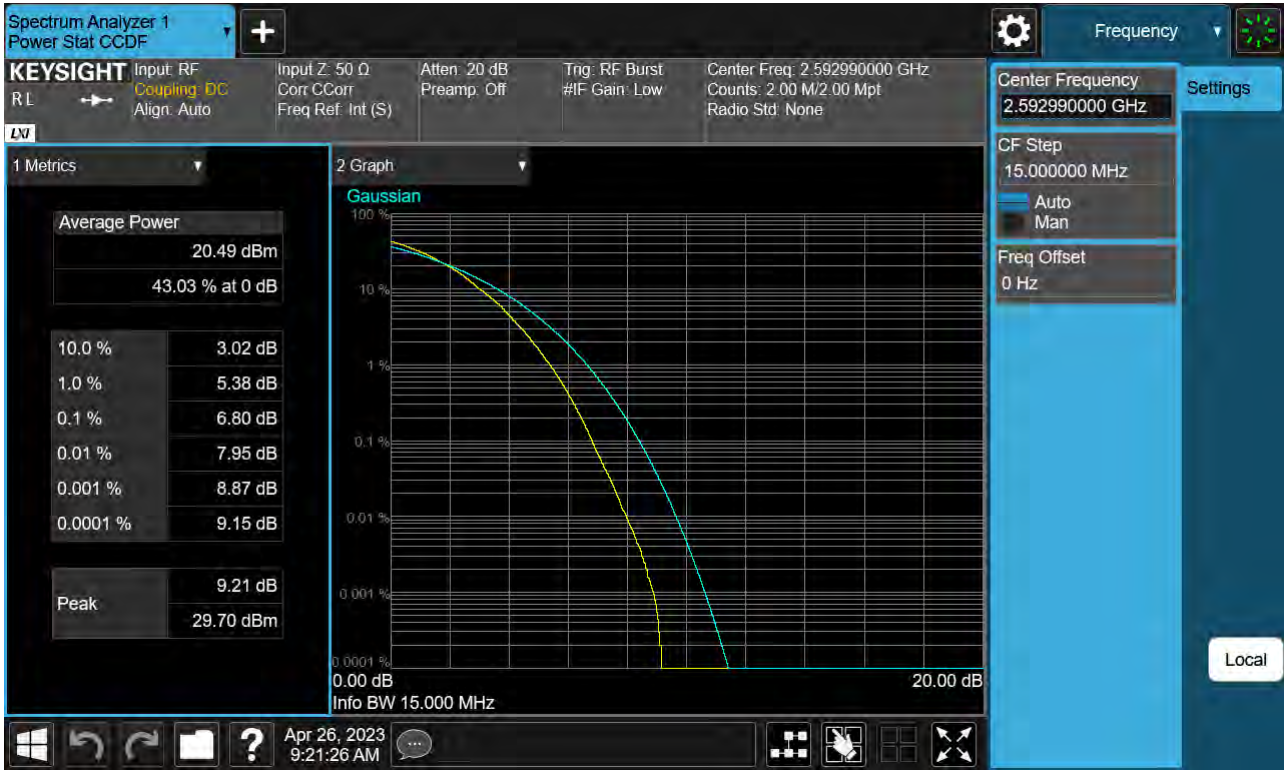 Spectrum Analyzer 1
Power Stat CCDF
+
Frequency
KEYSIGHT
RL
LXI
Input: RF
Coupling: DC
Align: Auto
Input Z: 50 Ω
Corr CCorr
Freq Ref: Int (S)
Atten: 20 dB
Preamp: Off
Trig: RF Burst
#IF Gain: Low
Center Freq: 2.592990000 GHz
Counts: 2.00 M/2.00 Mpt
Radio Std: None
Center Frequency
2.592990000 GHz
Settings
CF Step
15.000000 MHz
Auto
Man
Freq Offset
0 Hz
Local
1 Metrics
Average Power
20.49 dBm
43.03 % at 0 dB
10.0 % 3.02 dB
1.0 % 5.38 dB
0.1 % 6.80 dB
0.01 % 7.95 dB
0.001 % 8.87 dB
0.0001 % 9.15 dB
Peak
9.21 dB
29.70 dBm
2 Graph
Gaussian
100 %
10 %
1 %
0.1 %
0.01 %
0.001 %
0.0001 %
0.00 dB 20.00 dB
Info BW 15.000 MHz
?
Apr 26, 2023
9:21:26 AM